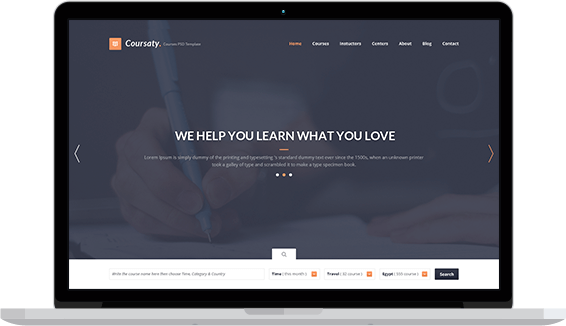 Coursaty. Courses PSD Template
Home Courses Instuctors Centers About Blog Contact
WE HELP YOU LEARN WHAT YOU LOVE
Lorem Ipsum is simply dummy of the printing and typesetting 's standard dummy text ever since the 1500s, when an unknown printer
took a galley of type and scrambled it to make a type specimen book.
Write the course name here then choose Time, Category & Country
Time ( this month ) Travel ( 32 course ) Egypt ( 350 course ) Search